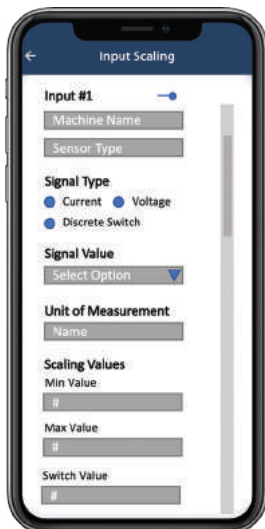 Input Scaling
Input #1
Machine Name
Sensor Type
Signal Type
Current Voltage
Discrete Switch
Signal Value
Select Option
Unit of Measurement
Name
Scaling Values
Min Value
#
Max Value
#
Switch Value
#